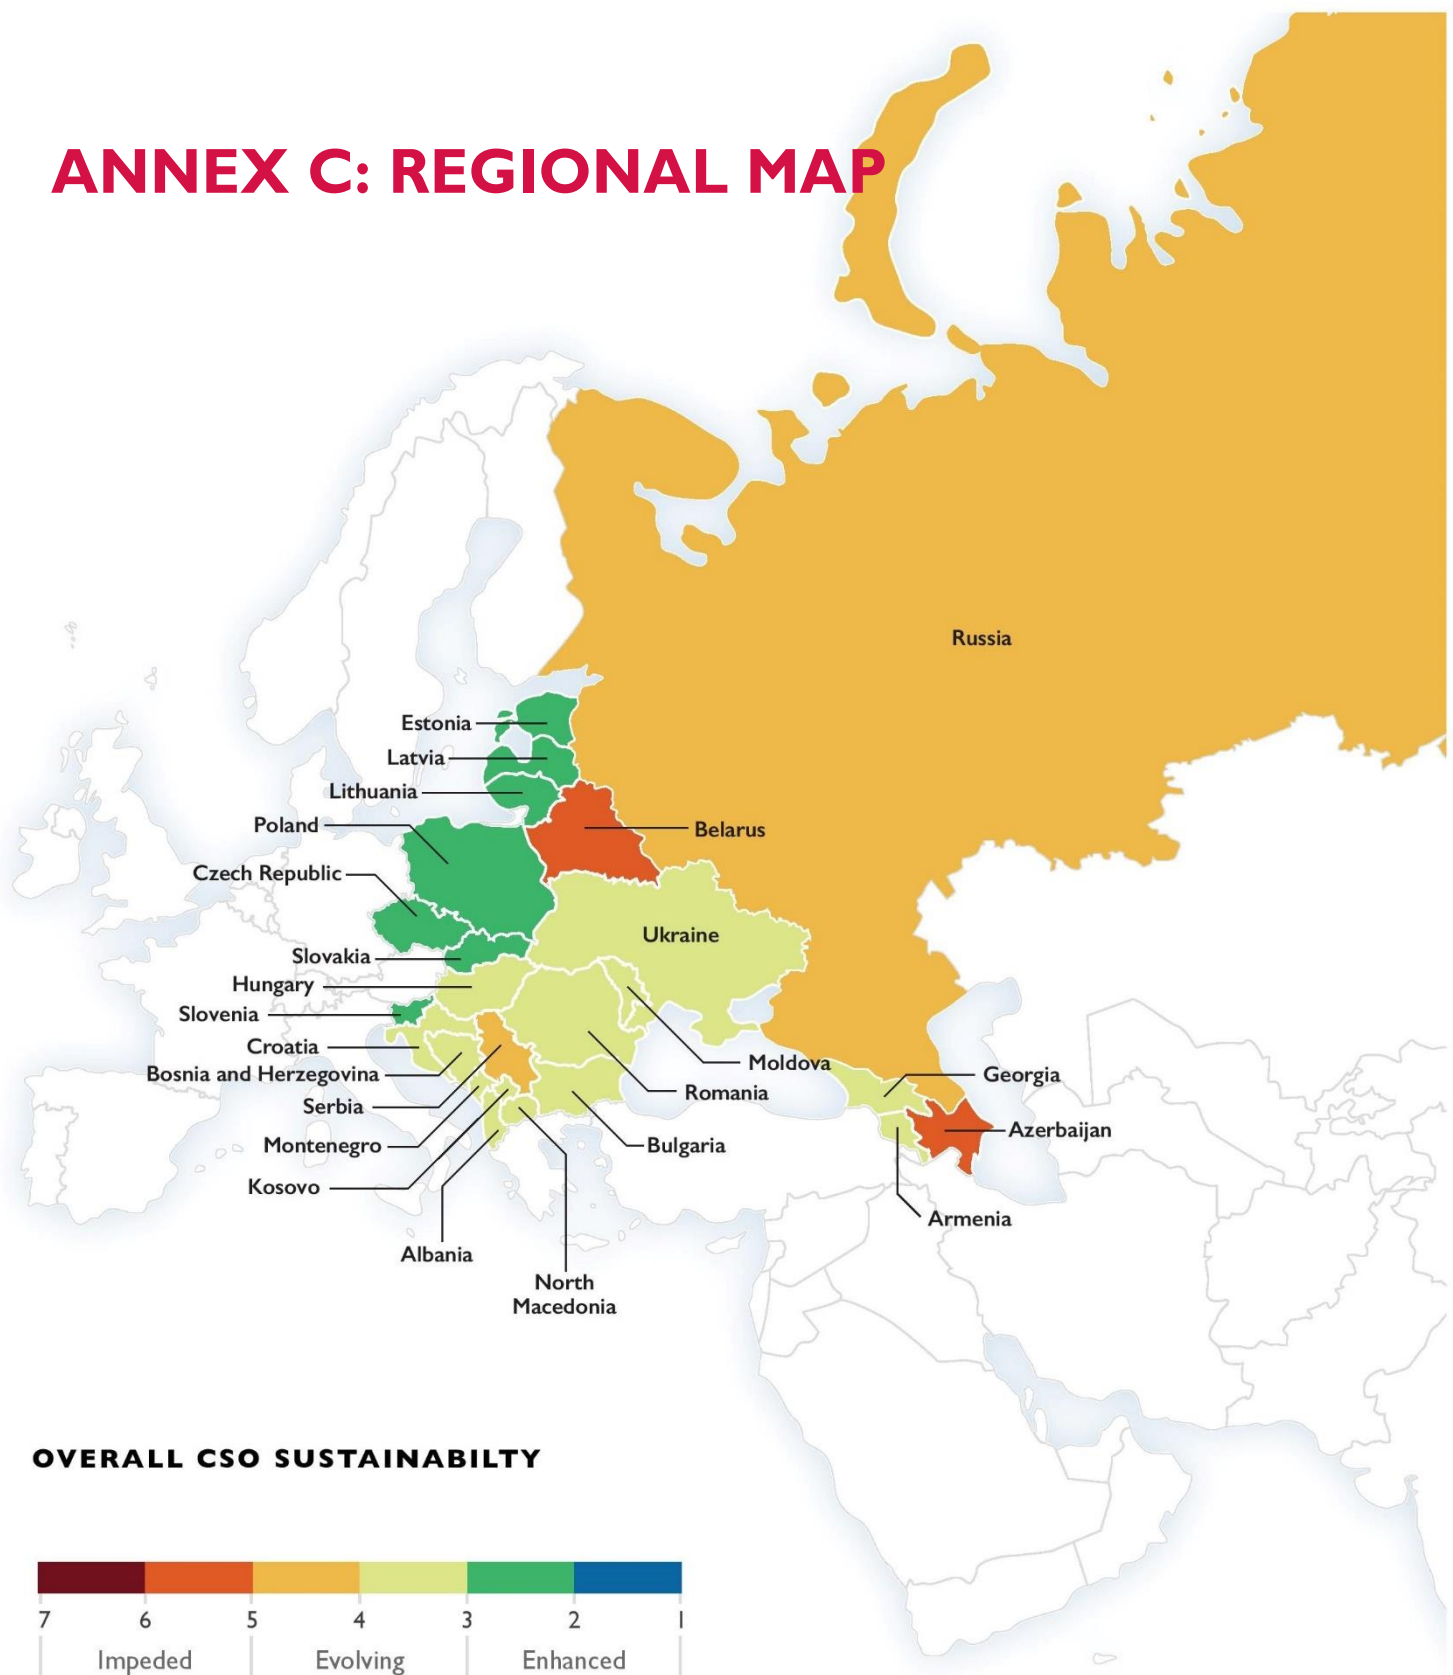 ANNEX C: REGIONAL MAP
Russia
Estonia
Latvia
Lithuania
Poland
Belarus
Czech Republic
Ukraine
Slovakia
Hungary
Slovenia
Croatia
Moldova
Bosnia and Herzegovina
Georgia
Romania
Serbia
Azerbaijan
Montenegro
Bulgaria
Kosovo
Armenia
Albania
North
Macedonia
OVERALL CSO SUSTAINABILTY
7 6 5 4 3 2 1
Impeded Evolving Enhanced